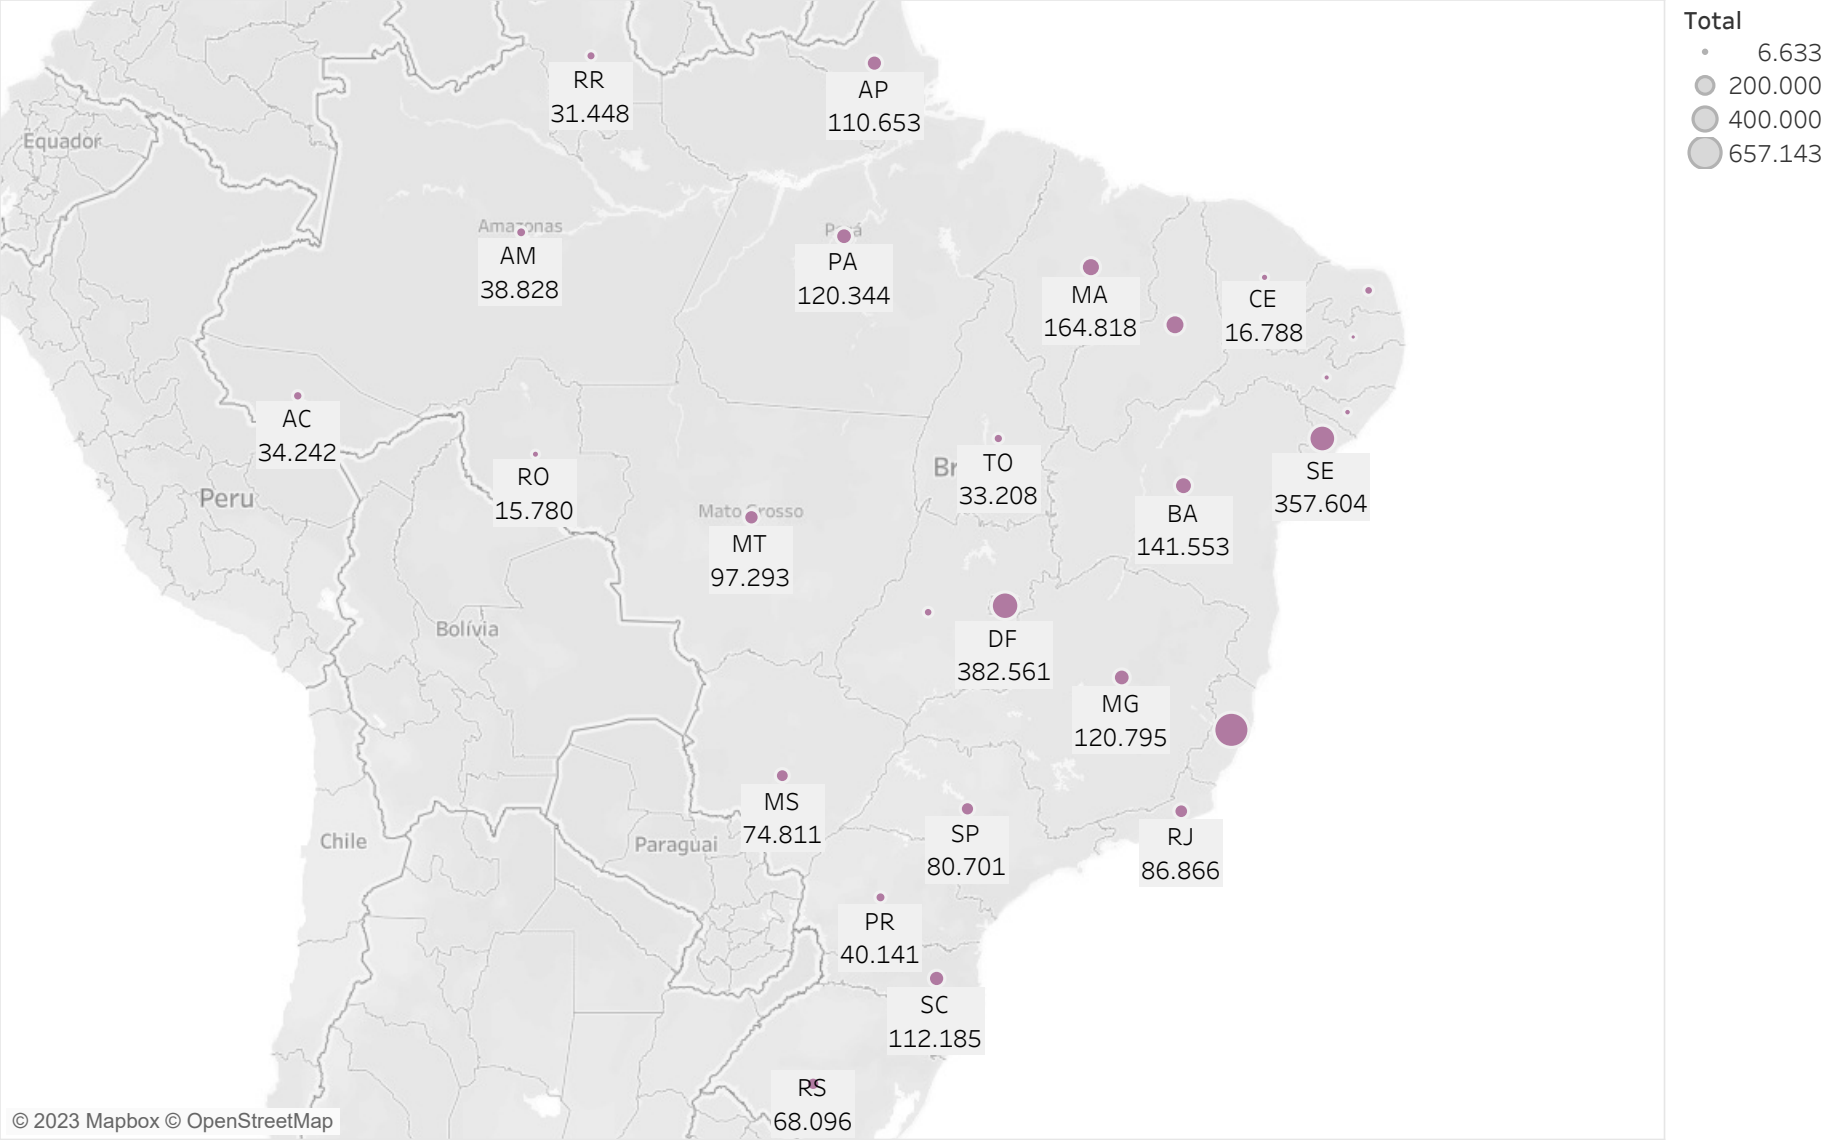 Total
6.633
200.000
400.000
657.143
RR
31.448
AP
110.653
Equador
Amazonas
AM
38.828
Pará
PA
120.344
MA
164.818
CE
16.788
AC
34.242
RO
15.780
Peru
Mato Grosso
MT
97.293
Br
TO
33.208
SE
357.604
BA
141.553
Bolívia
DF
382.561
MG
120.795
MS
74.811
SP
80.701
RJ
86.866
Chile
Paraguai
PR
40.141
SC
112.185
RS
68.096
© 2023 Mapbox © OpenStreetMap